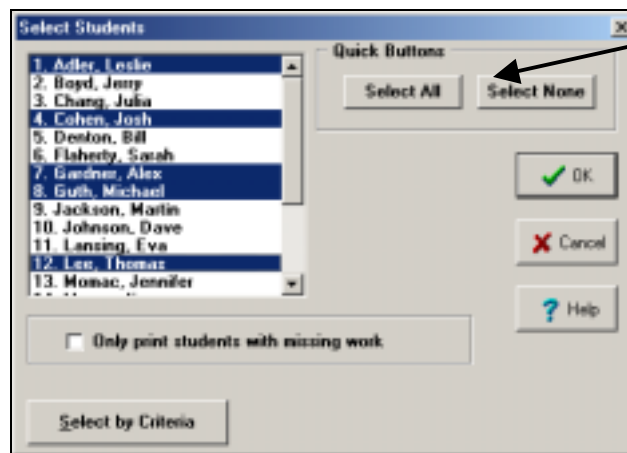 Select Students
1. Adler, Leslie
2. Boyd, Jerry
3. Chang, Julia
4. Cohen, Josh
5. Denton, Bill
6. Flaherty, Sarah
7. Gardner, Alex
8. Guth, Michael
9. Jackson, Martin
10. Johnson, Dave
11. Lansing, Eva
12. Lee, Thomas
13. Momac, Jennifer
Quick Buttons
Select All
Select None
OK
Cancel
? Help
Only print students with missing work
Select by Criteria